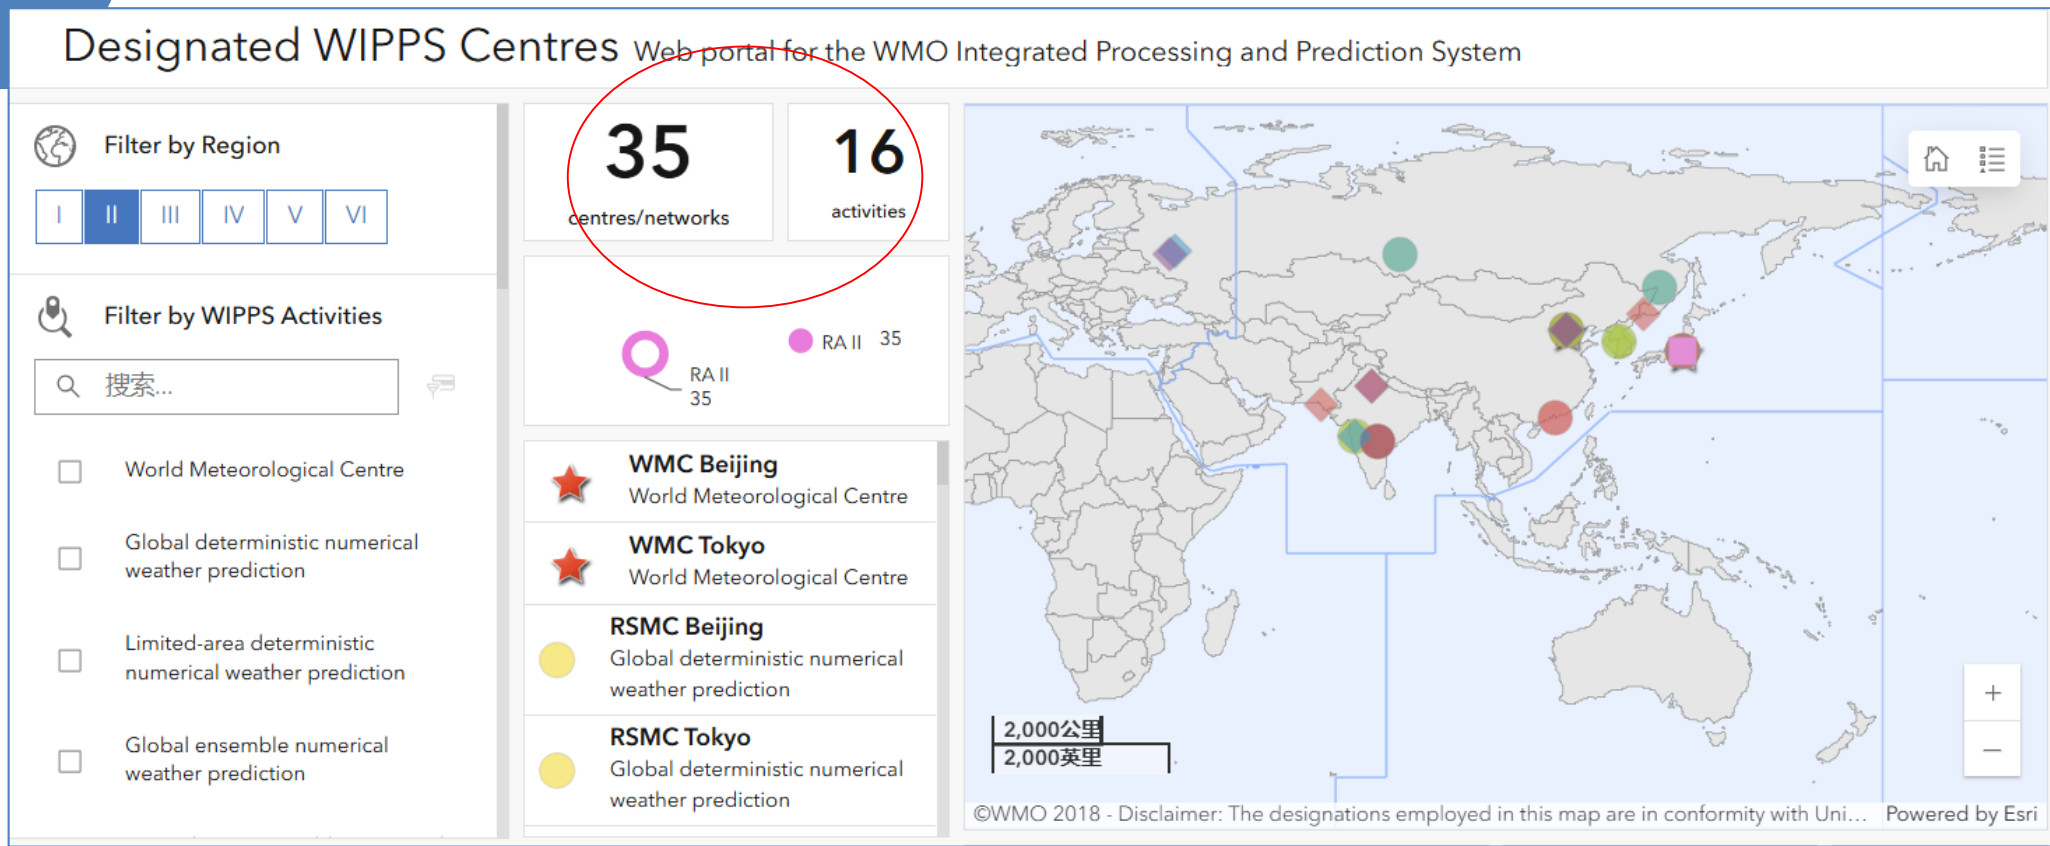 Designated WIPPS Centres Web portal for the WMO Integrated Processing and Prediction System
Filter by Region
I II III IV V VI
Filter by WIPPS Activities
搜索...
World Meteorological Centre
Global deterministic numerical
weather prediction
Limited-area deterministic
numerical weather prediction
Global ensemble numerical
weather prediction
35
centres/networks
16
activities
RA II
35
RA II 35
WMC Beijing
World Meteorological Centre
WMC Tokyo
World Meteorological Centre
RSMC Beijing
Global deterministic numerical
weather prediction
RSMC Tokyo
Global deterministic numerical
weather prediction
2,000公里
2,000英里
+
−
©WMO 2018 - Disclaimer: The designations employed in this map are in conformity with Uni... Powered by Esri